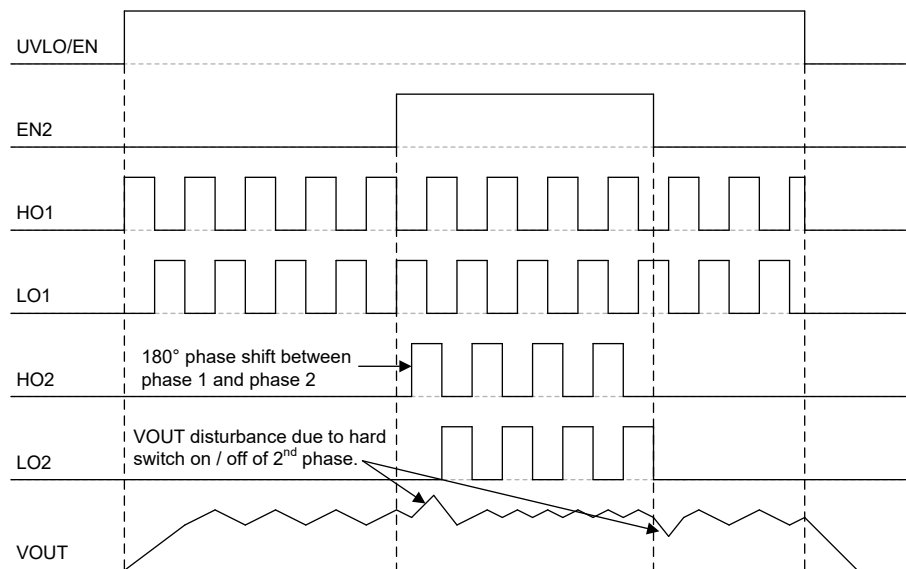 UVLO/EN
EN2
HO1
LO1
180° phase shift between
phase 1 and phase 2
HO2
VOUT disturbance due to hard
switch on / off of 2nd phase.
LO2
VOUT